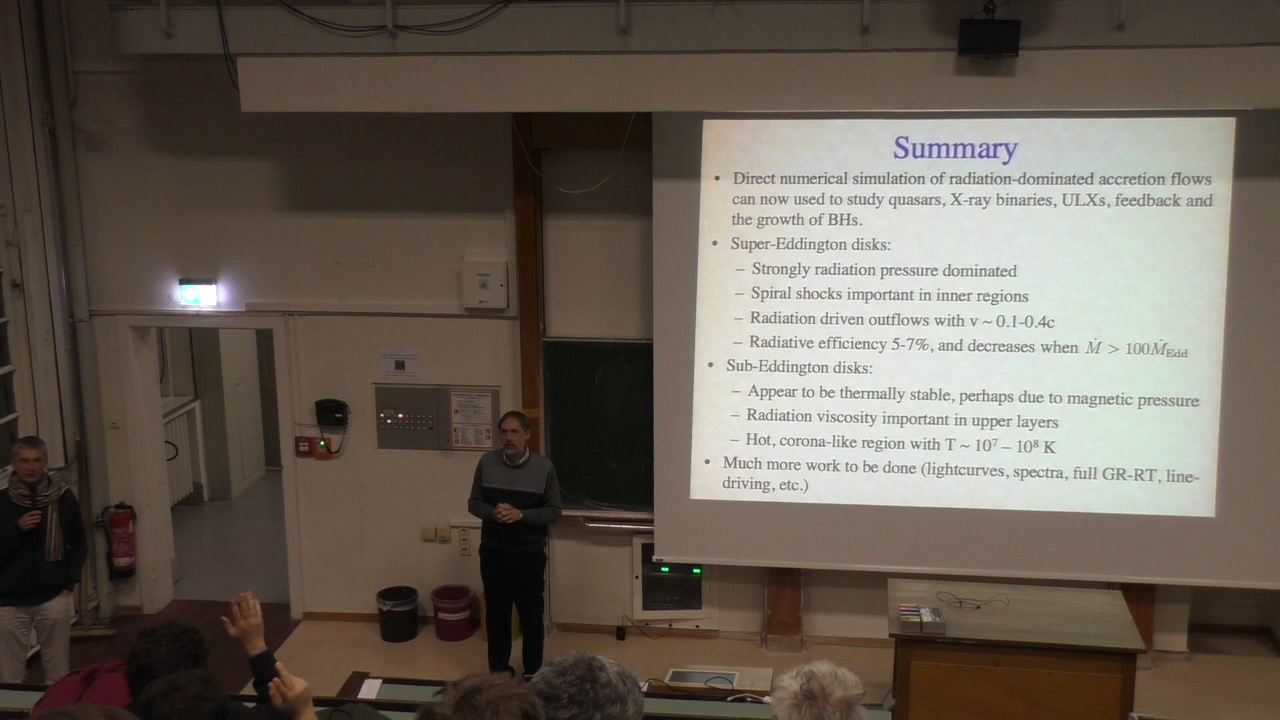 Summary
• Direct numerical simulation of radiation-dominated accretion flows
can now used to study quasars, X-ray binaries, ULXs, feedback and
the growth of BHs.
• Super-Eddington disks:
– Strongly radiation pressure dominated
– Spiral shocks important in inner regions
– Radiation driven outflows with v ~ 0.1-0.4c
– Radiative efficiency 5-7%, and decreases when Ṁ > 100Ṁ_Edd
• Sub-Eddington disks:
– Appear to be thermally stable, perhaps due to magnetic pressure
– Radiation viscosity important in upper layers
– Hot, corona-like region with T ~ 10⁷ – 10⁸ K
• Much more work to be done (lightcurves, spectra, full GR-RT, line-
driving, etc.)